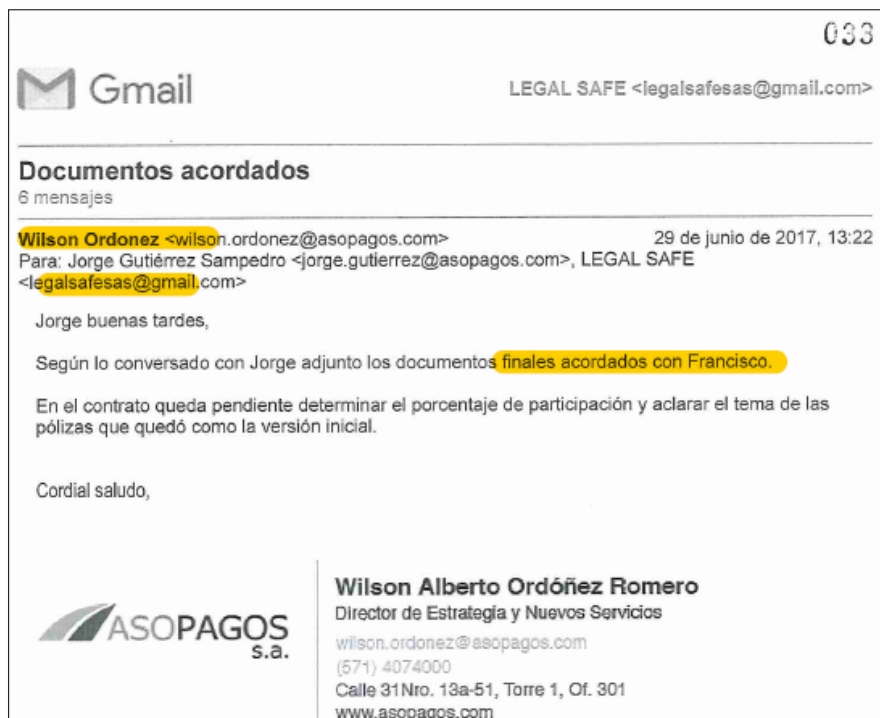 033
Gmail
LEGAL SAFE <legalsafesas@gmail.com>
Documentos acordados
6 mensajes
Wilson Ordonez <wilson.ordonez@asopagos.com>
29 de junio de 2017, 13:22
Para: Jorge Gutiérrez Sampedro <jorge.gutierrez@asopagos.com>, LEGAL SAFE
<legalsafesas@gmail.com>
Jorge buenas tardes,
Según lo conversado con Jorge adjunto los documentos finales acordados con Francisco.
En el contrato queda pendiente determinar el porcentaje de participación y aclarar el tema de las
pólizas que quedó como la versión inicial.
Cordial saludo,
ASOPAGOS
s.a.
Wilson Alberto Ordóñez Romero
Director de Estrategia y Nuevos Servicios
wilson.ordonez@asopagos.com
(571) 4074000
Calle 31Nro. 13a-51, Torre 1, Of. 301
www.asopagos.com